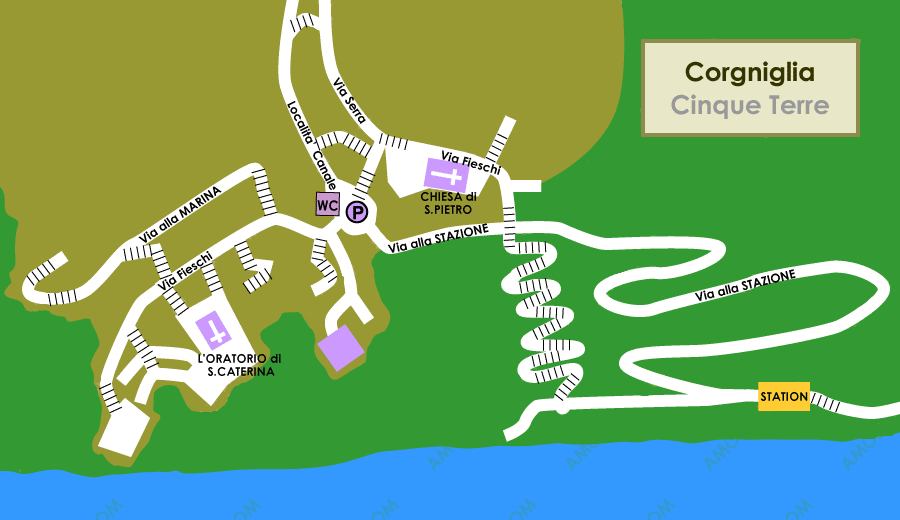 Corgniglia
Cinque Terre
Via Serra
Localita' Canale
Via Fieschi
CHIESA di
S.PIETRO
WC
P
Via alla MARINA
Via alla STAZIONE
Via Fieschi
Via alla STAZIONE
L'ORATORIO di
S.CATERINA
STATION